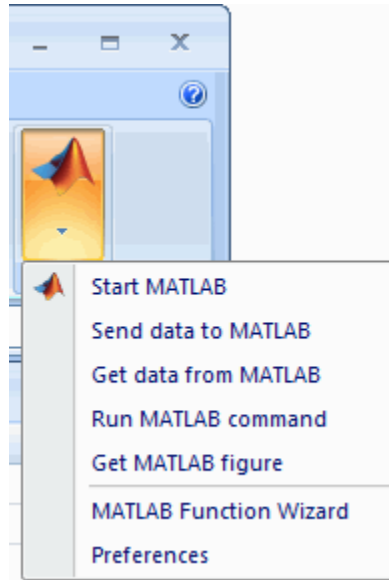 Start MATLAB
Send data to MATLAB
Get data from MATLAB
Run MATLAB command
Get MATLAB figure
MATLAB Function Wizard
Preferences